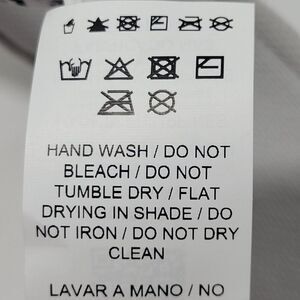 HAND WASH / DO NOT
BLEACH / DO NOT
TUMBLE DRY / FLAT
DRYING IN SHADE / DO
NOT IRON / DO NOT DRY
CLEAN
LAVAR A MANO / NO